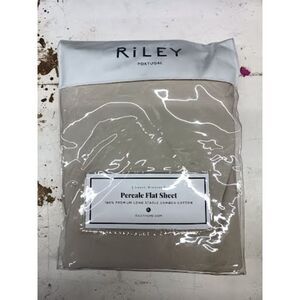 RiLEY
PORTUGAL
Percale Flat Sheet
100% PREMIUM LONG STAPLE COMBED COTTON